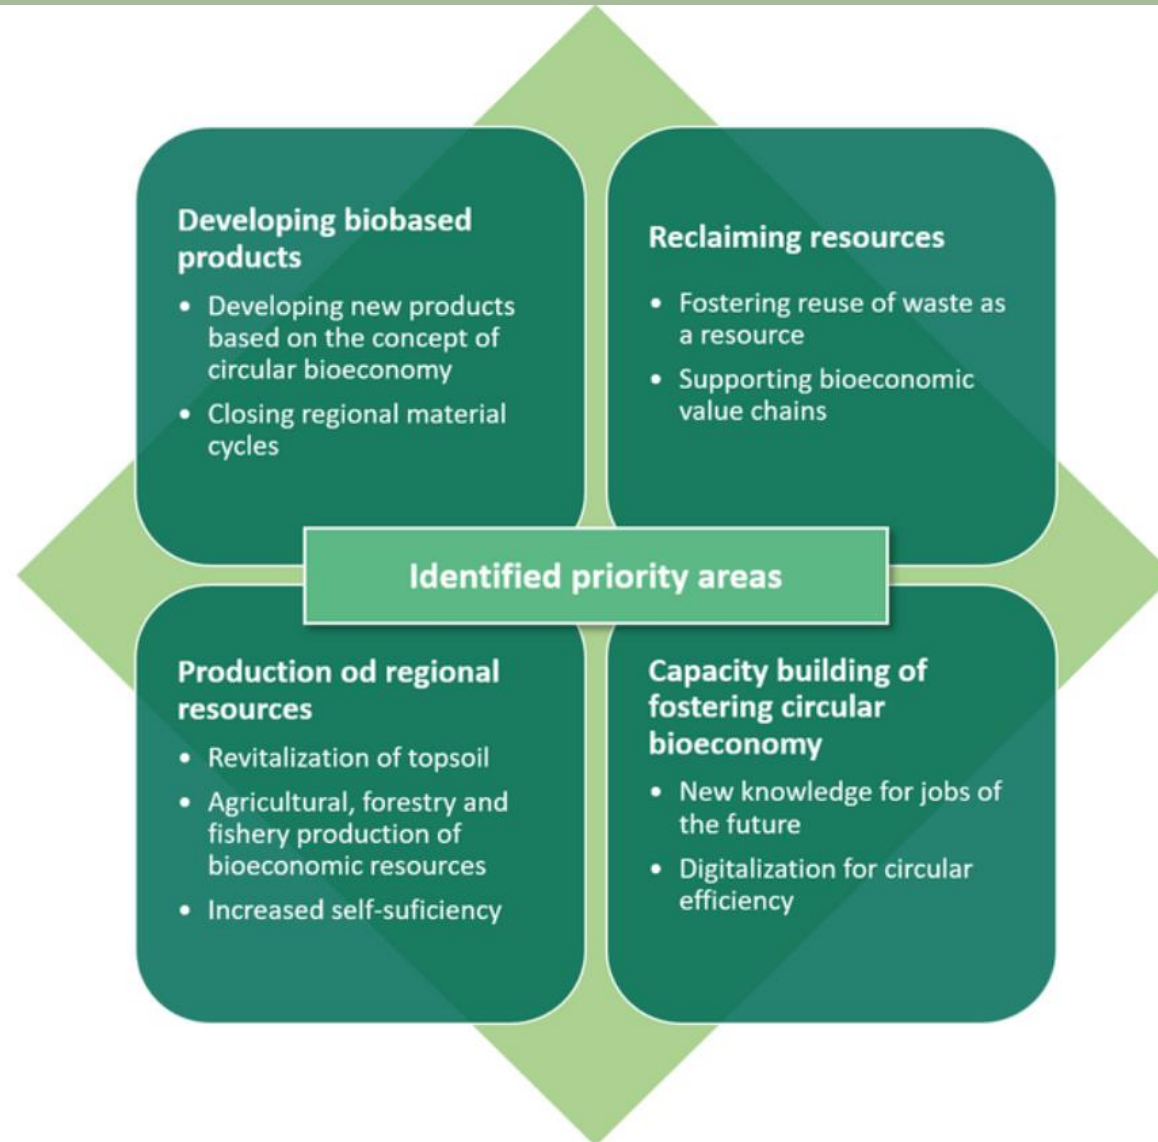 Developing biobased
products
• Developing new products
based on the concept of
circular bioeconomy
• Closing regional material
cycles
Reclaiming resources
• Fostering reuse of waste as
a resource
• Supporting bioeconomic
value chains
Identified priority areas
Production od regional
resources
• Revitalization of topsoil
• Agricultural, forestry and
fishery production of
bioeconomic resources
• Increased self-suficiency
Capacity building of
fostering circular
bioeconomy
• New knowledge for jobs of
the future
• Digitalization for circular
efficiency